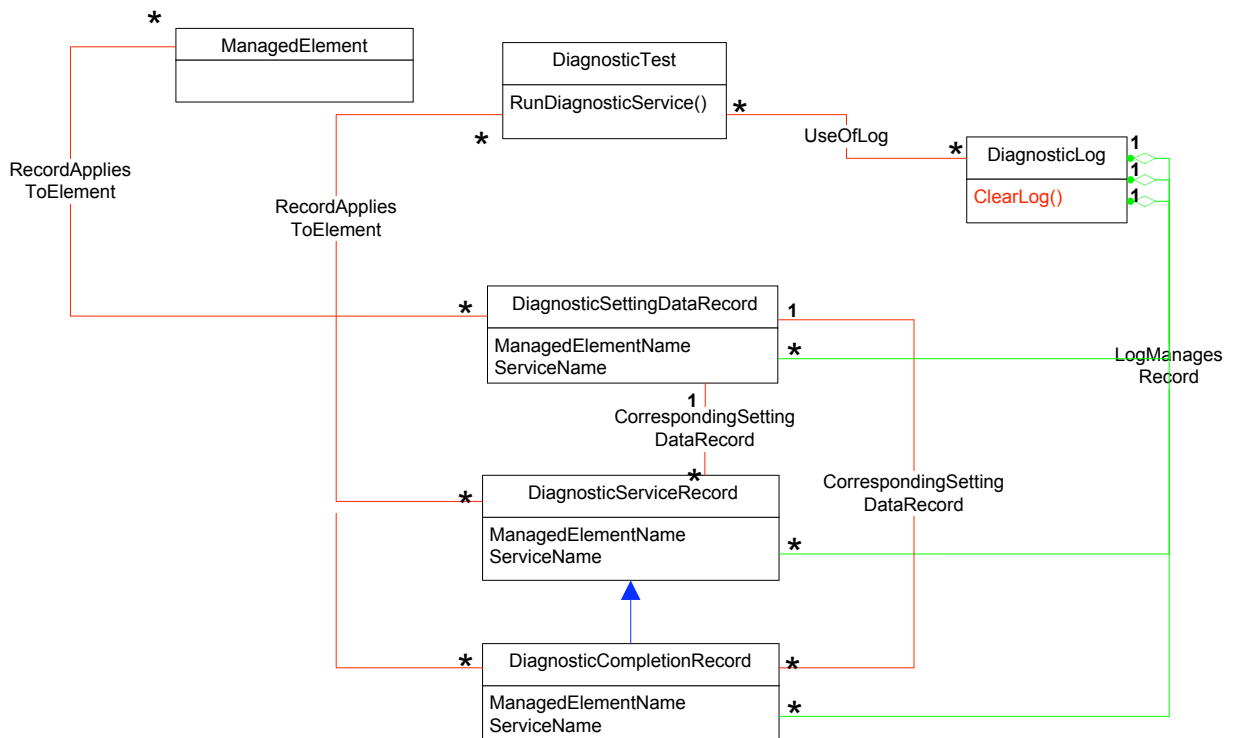 *
ManagedElement
DiagnosticTest
RunDiagnosticService()
*
*
UseOfLog
*
DiagnosticLog
1
1
1
ClearLog()
RecordApplies
ToElement
RecordApplies
ToElement
*
DiagnosticSettingDataRecord
1
ManagedElementName
ServiceName
*
LogManages
Record
1
CorrespondingSetting
DataRecord
*
CorrespondingSetting
DataRecord
*
DiagnosticServiceRecord
ManagedElementName
ServiceName
*
*
DiagnosticCompletionRecord
*
ManagedElementName
ServiceName
*